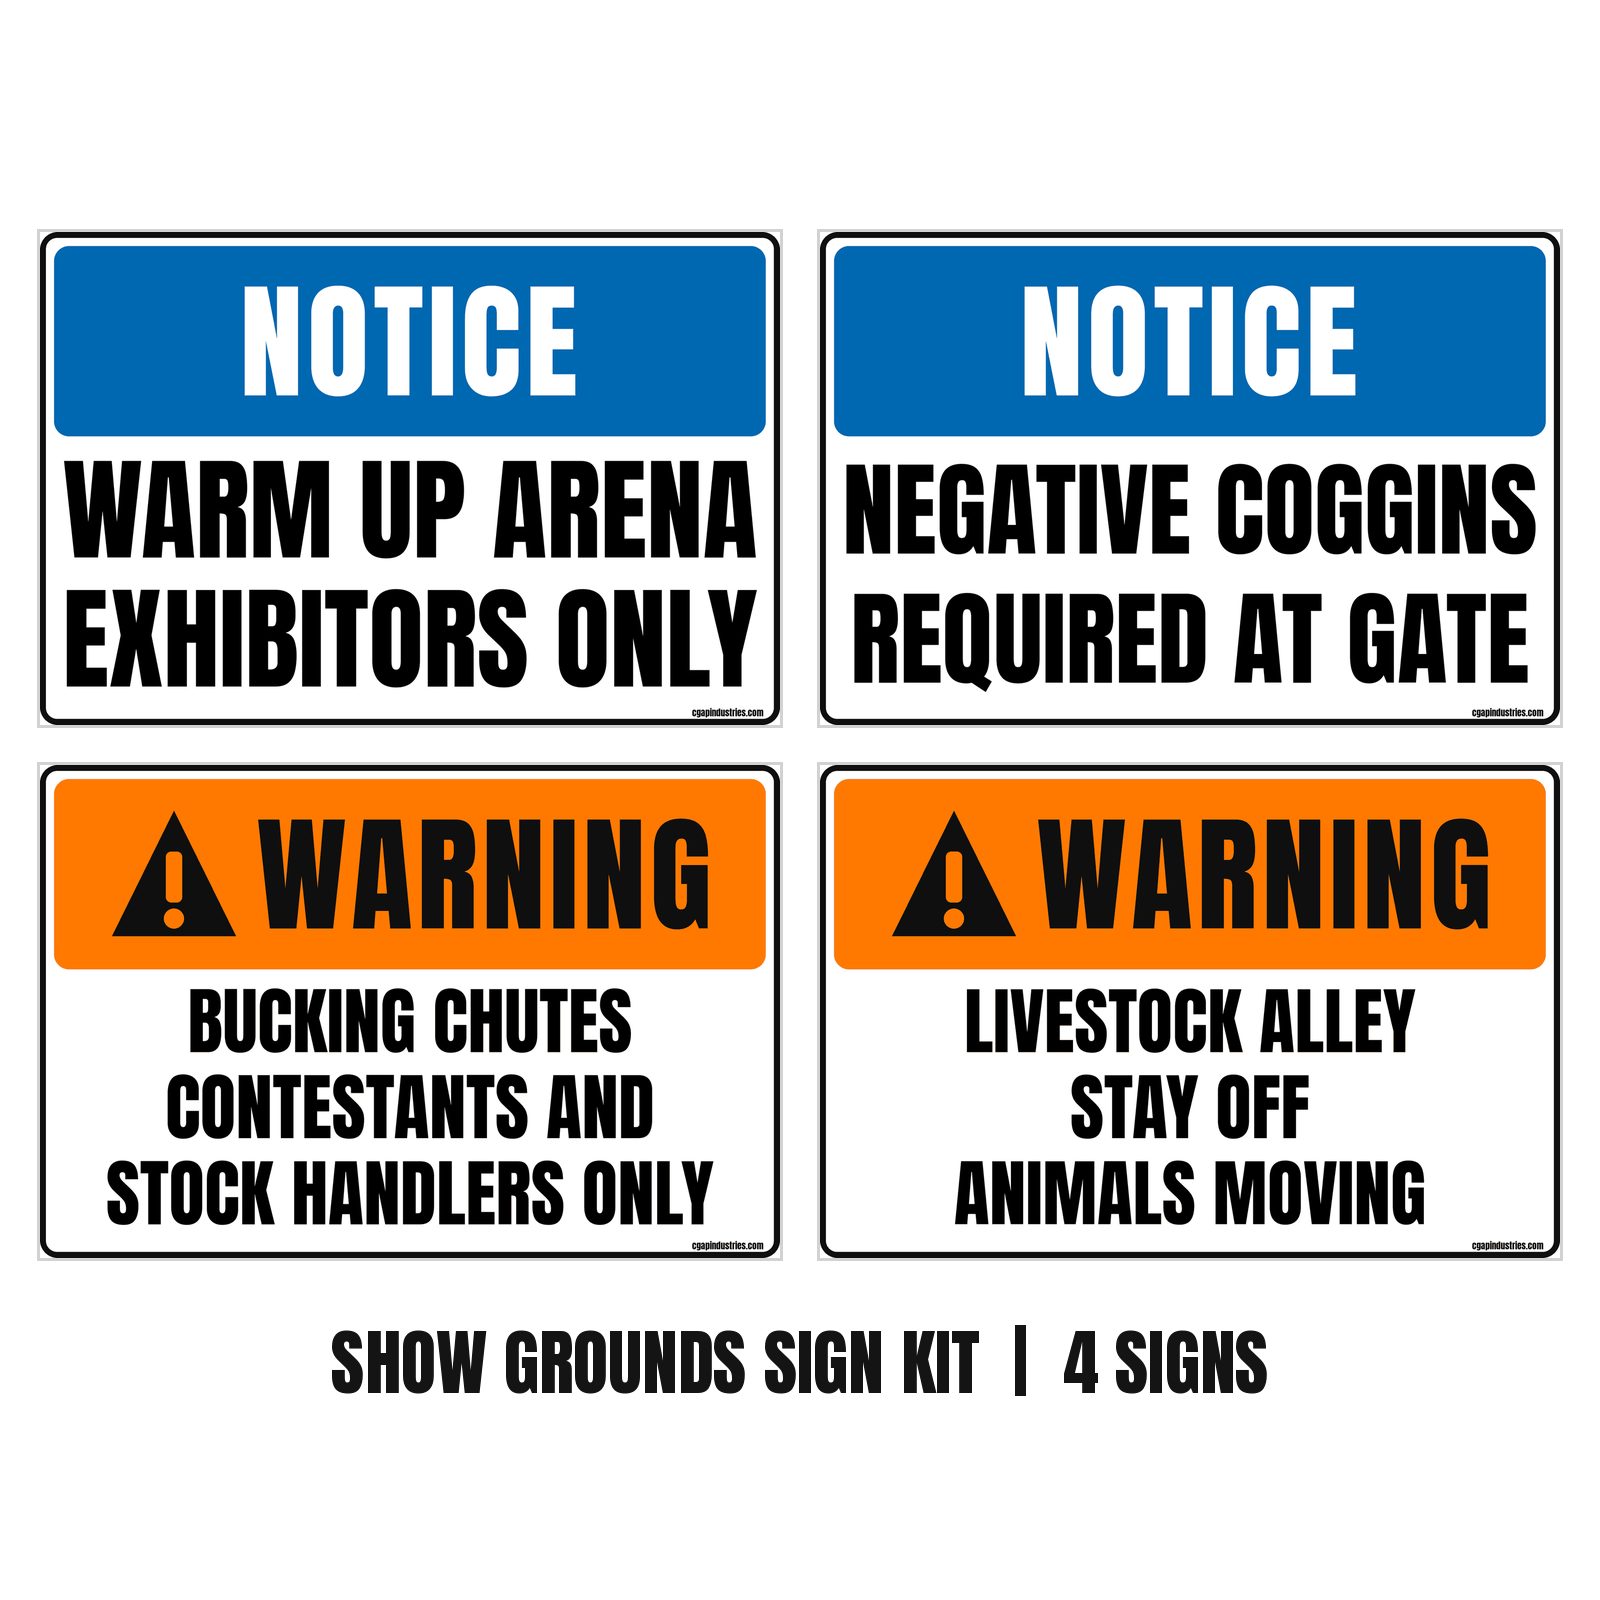 NOTICE
WARM UP ARENA
EXHIBITORS ONLY
cgapindustries.com
NOTICE
NEGATIVE COGGINS
REQUIRED AT GATE
cgapindustries.com
WARNING
BUCKING CHUTES
CONTESTANTS AND
STOCK HANDLERS ONLY
cgapindustries.com
WARNING
LIVESTOCK ALLEY
STAY OFF
ANIMALS MOVING
cgapindustries.com
SHOW GROUNDS SIGN KIT | 4 SIGNS